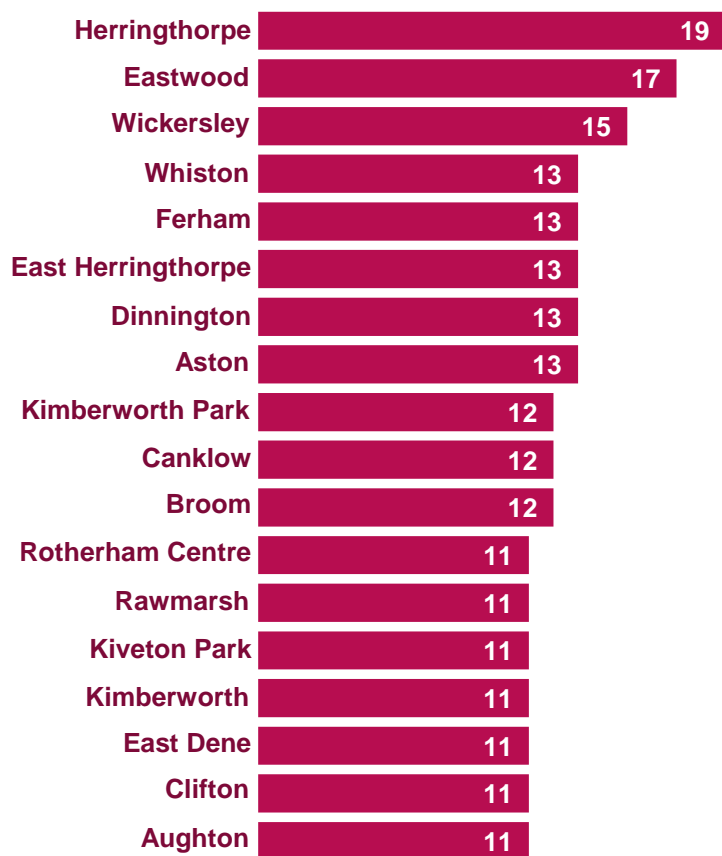 Herringthorpe 19
Eastwood 17
Wickersley 15
Whiston 13
Ferham 13
East Herringthorpe 13
Dinnington 13
Aston 13
Kimberworth Park 12
Canklow 12
Broom 12
Rotherham Centre 11
Rawmarsh 11
Kiveton Park 11
Kimberworth 11
East Dene 11
Clifton 11
Aughton 11